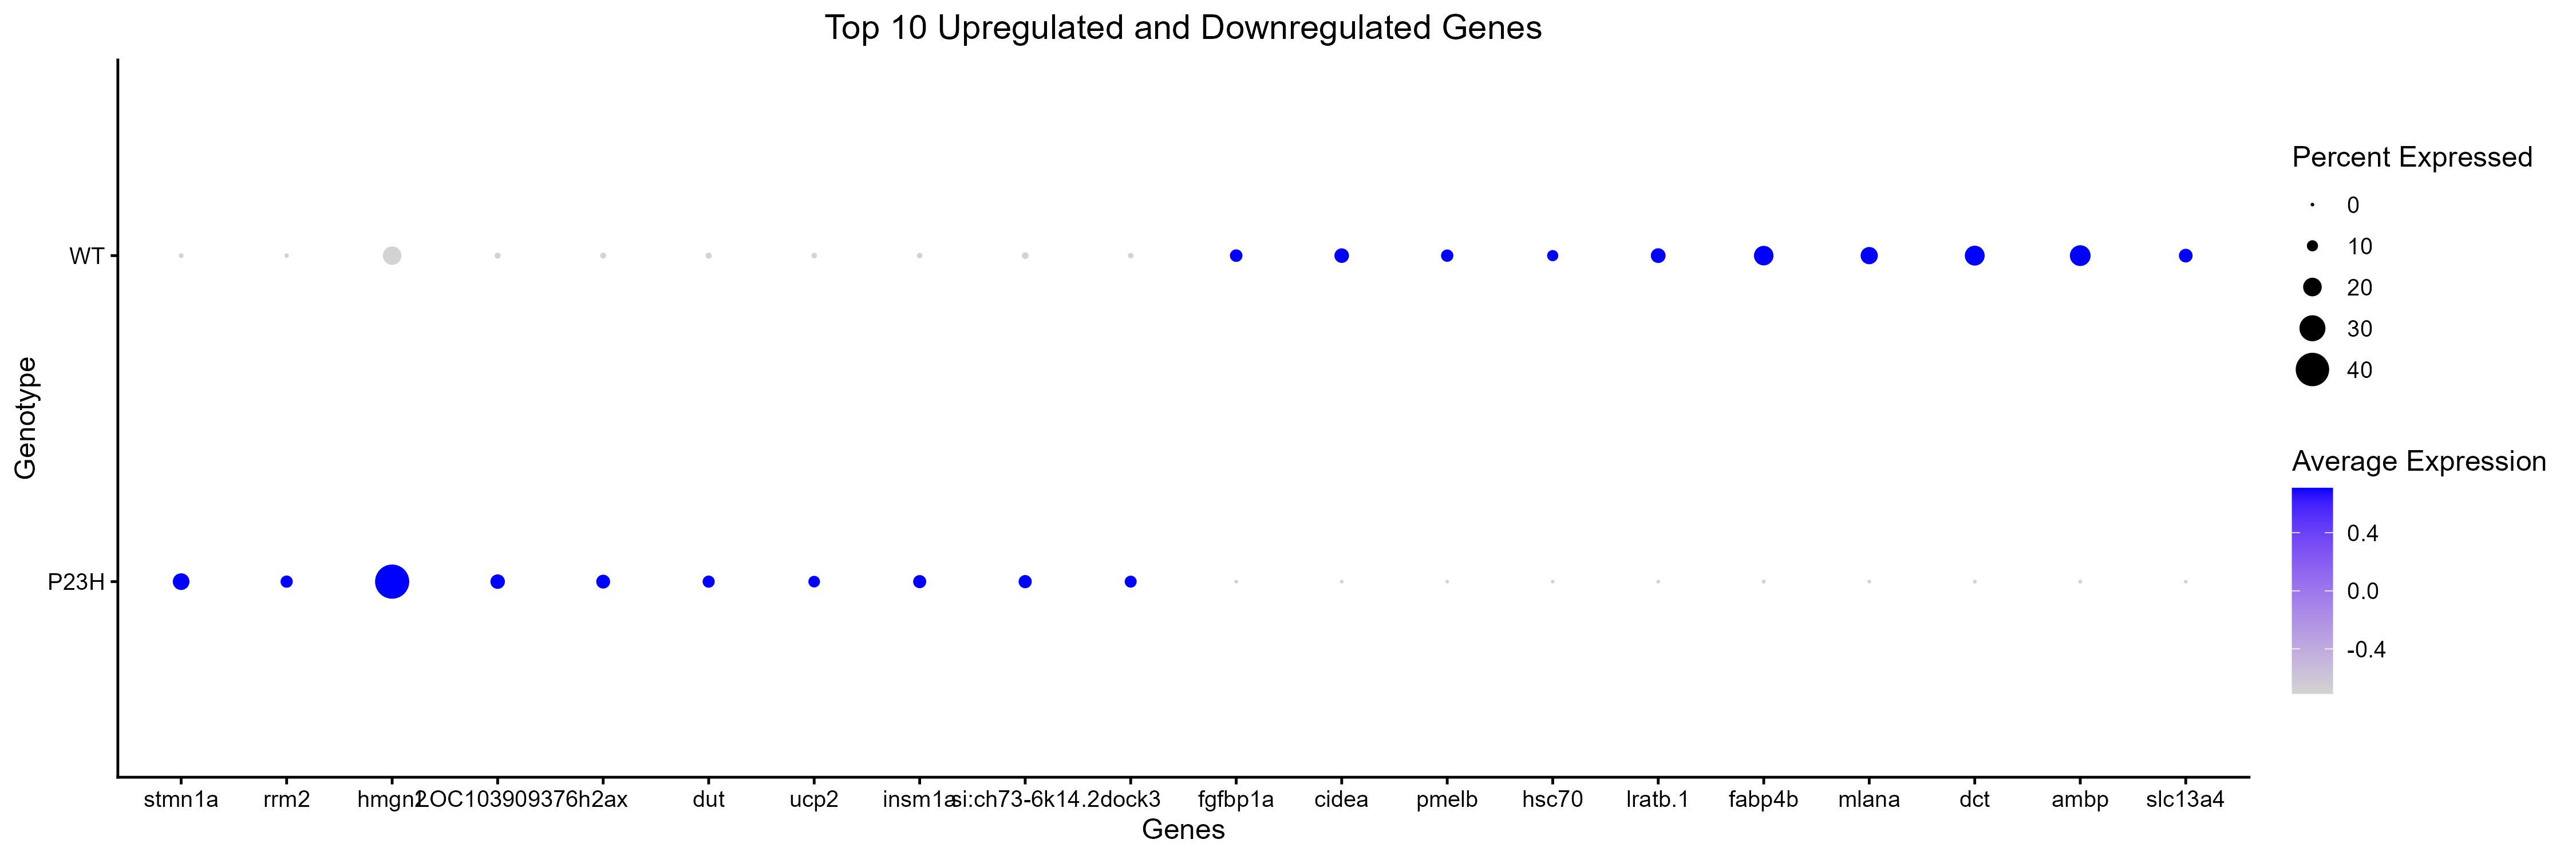 Top 10 Upregulated and Downregulated Genes
Genotype
WT
P23H
stmn1a rrm2 hmgn2 LOC103909376 h2ax dut ucp2 insm1a si:ch73-6k14.2 dock3 fgfbp1a cidea pmelb hsc70 lratb.1 fabp4b mlana dct ambp slc13a4
Genes
Percent Expressed
0
10
20
30
40
Average Expression
0.4
0.0
-0.4